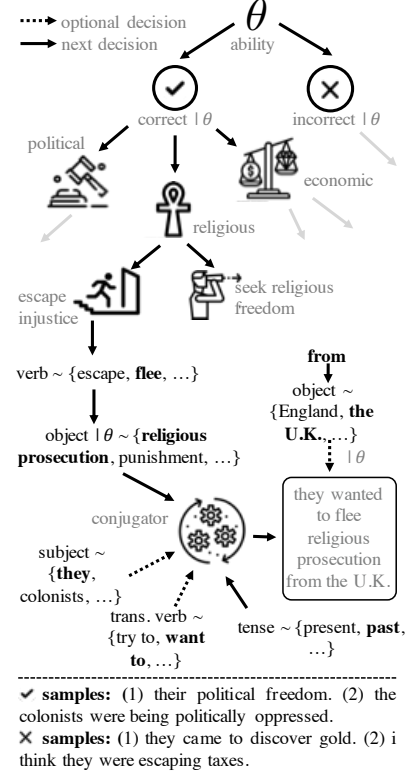 optional decision
next decision
θ
ability
correct | θ
incorrect | θ
political
economic
religious
escape
injustice
seek religious
freedom
verb ~ {escape, flee, …}
object | θ ~ {religious
prosecution, punishment, …}
from
object ~
{England, the
U.K., …}
| θ
conjugator
they wanted
to flee
religious
prosecution
from the U.K.
subject ~
{they,
colonists, …}
trans. verb ~
{try to, want
to, …}
tense ~ {present, past,
…}
✔ samples: (1) their political freedom. (2) the
colonists were being politically oppressed.
✖ samples: (1) they came to discover gold. (2) i
think they were escaping taxes.